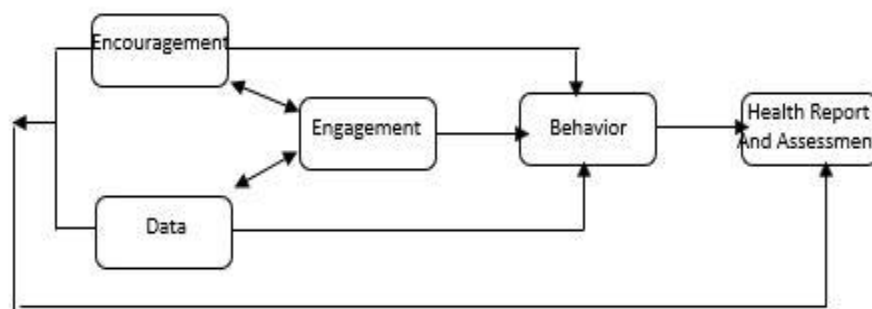 Encouragement
Engagement
Behavior
Health Report
And Assessmen
Data